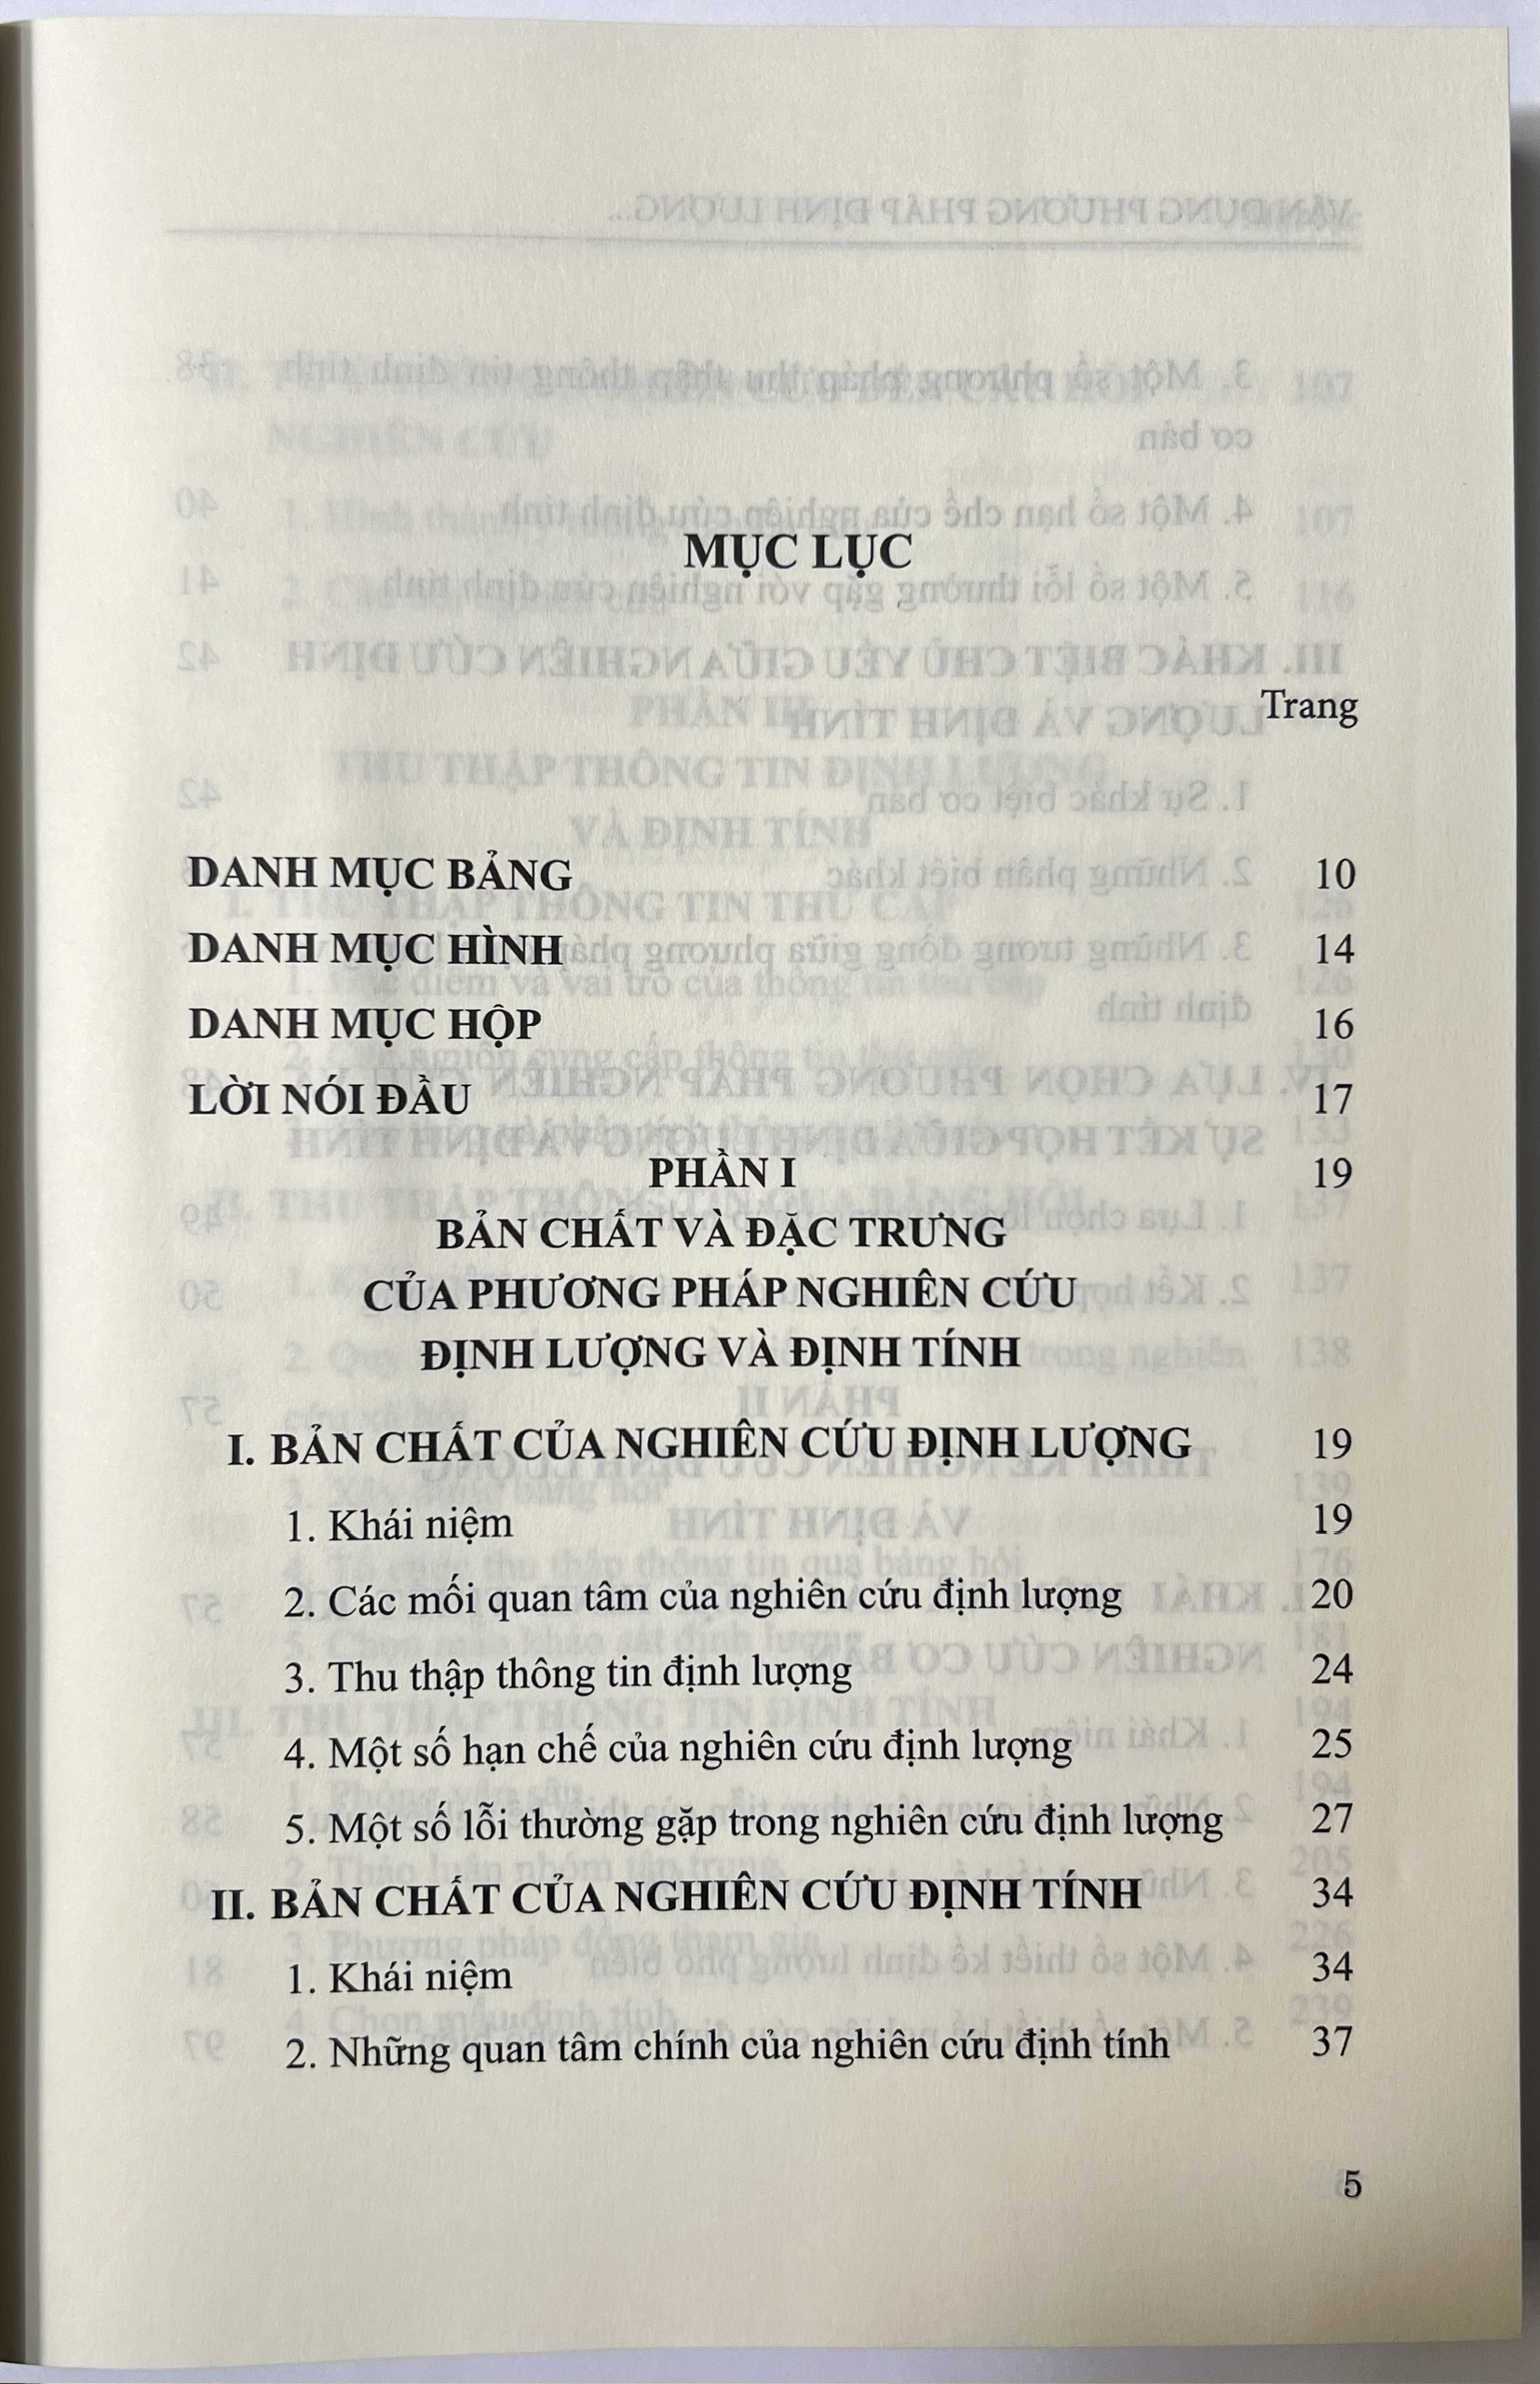 MỤC LỤC
Trang
DANH MỤC BẢNG 10
DANH MỤC HÌNH 14
DANH MỤC HỘP 16
LỜI NÓI ĐẦU 17
PHẦN I 19
BẢN CHẤT VÀ ĐẶC TRƯNG
CỦA PHƯƠNG PHÁP NGHIÊN CỨU
ĐỊNH LƯỢNG VÀ ĐỊNH TÍNH
I. BẢN CHẤT CỦA NGHIÊN CỨU ĐỊNH LƯỢNG 19
1. Khái niệm 19
2. Các mối quan tâm của nghiên cứu định lượng 20
3. Thu thập thông tin định lượng 24
4. Một số hạn chế của nghiên cứu định lượng 25
5. Một số lỗi thường gặp trong nghiên cứu định lượng 27
II. BẢN CHẤT CỦA NGHIÊN CỨU ĐỊNH TÍNH 34
1. Khái niệm 34
2. Những quan tâm chính của nghiên cứu định tính 37
5